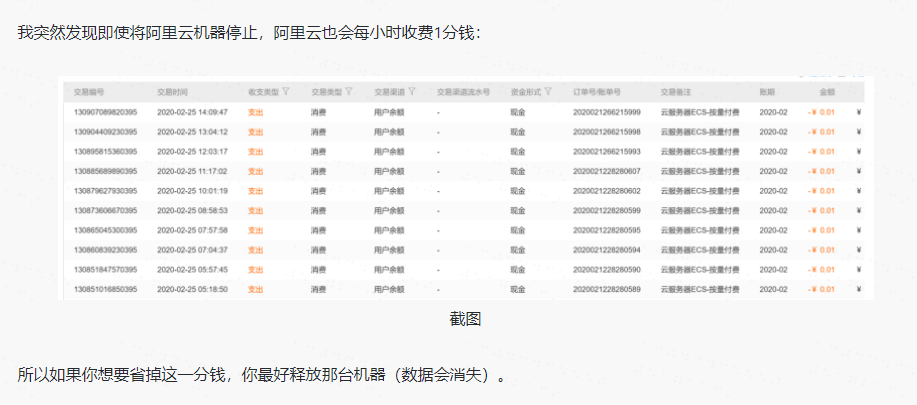 我突然发现即使将阿里云机器停止，阿里云也会每小时收费1分钱：
交易编号 交易时间 收支类型 交易类型 交易渠道 交易渠道流水号 资金形式 订单号/账单号 交易备注 账期 金额
130907089820395 2020-02-25 14:09:47 支出 消费 用户余额 - 现金 2020021266215999 云服务器ECS-按量付费 2020-02 -¥ 0.01 ¥
130904409230395 2020-02-25 13:04:12 支出 消费 用户余额 - 现金 2020021266215998 云服务器ECS-按量付费 2020-02 -¥ 0.01 ¥
130895815360395 2020-02-25 12:03:17 支出 消费 用户余额 - 现金 2020021266215993 云服务器ECS-按量付费 2020-02 -¥ 0.01 ¥
130885689890395 2020-02-25 11:17:02 支出 消费 用户余额 - 现金 2020021228280607 云服务器ECS-按量付费 2020-02 -¥ 0.01 ¥
130879627930395 2020-02-25 10:01:19 支出 消费 用户余额 - 现金 2020021228280602 云服务器ECS-按量付费 2020-02 -¥ 0.01 ¥
130873606670395 2020-02-25 08:58:53 支出 消费 用户余额 - 现金 2020021228280599 云服务器ECS-按量付费 2020-02 -¥ 0.01 ¥
130865045300395 2020-02-25 07:57:58 支出 消费 用户余额 - 现金 2020021228280595 云服务器ECS-按量付费 2020-02 -¥ 0.01 ¥
130860839230395 2020-02-25 07:04:37 支出 消费 用户余额 - 现金 2020021228280594 云服务器ECS-按量付费 2020-02 -¥ 0.01 ¥
130851847570395 2020-02-25 05:57:45 支出 消费 用户余额 - 现金 2020021228280590 云服务器ECS-按量付费 2020-02 -¥ 0.01 ¥
130851016850395 2020-02-25 05:18:50 支出 消费 用户余额 - 现金 2020021228280589 云服务器ECS-按量付费 2020-02 -¥ 0.01 ¥
截图
所以如果你想要省掉这一分钱，你最好释放那台机器（数据会消失）。